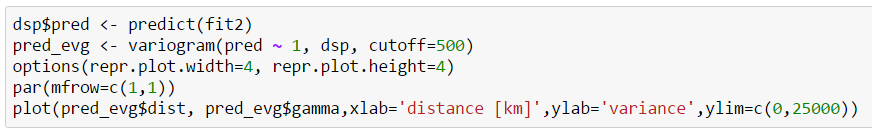 dsp$pred <- predict(fit2)
pred_evg <- variogram(pred ~ 1, dsp, cutoff=500)
options(repr.plot.width=4, repr.plot.height=4)
par(mfrow=c(1,1))
plot(pred_evg$dist, pred_evg$gamma,xlab='distance [km]',ylab='variance',ylim=c(0,25000))